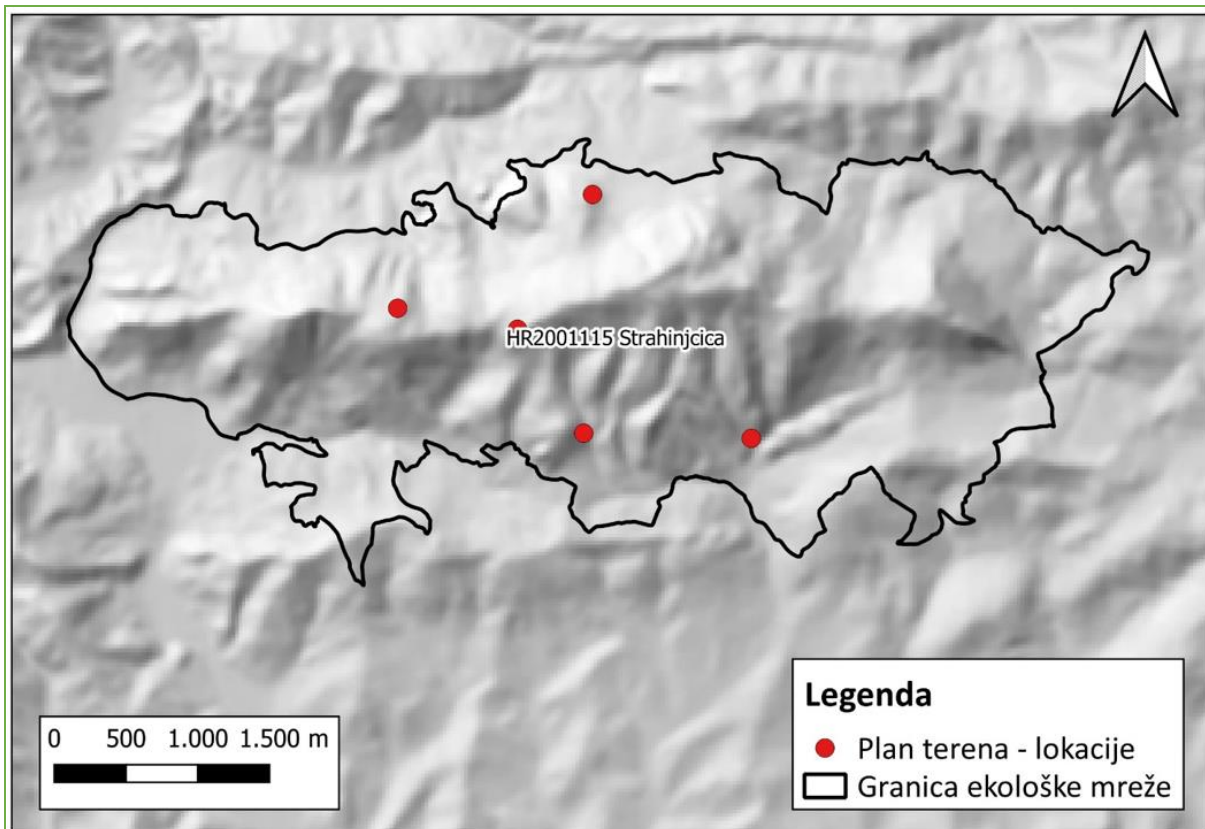 HR2001115 Strahinjcica
0 500 1.000 1.500 m
Legenda
Plan terena - lokacije
Granica ekološke mreže